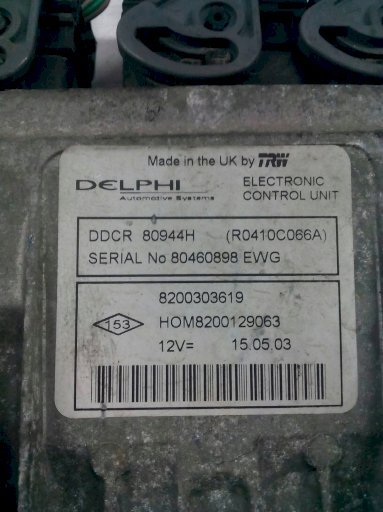 Made in the UK by TRW
DELPHI
Automotive Systems
ELECTRONIC
CONTROL UNIT
DDCR 80944H (R0410C066A)
SERIAL No 80460898 EWG
8200303619
153
HOM8200129063
12V= 15.05.03